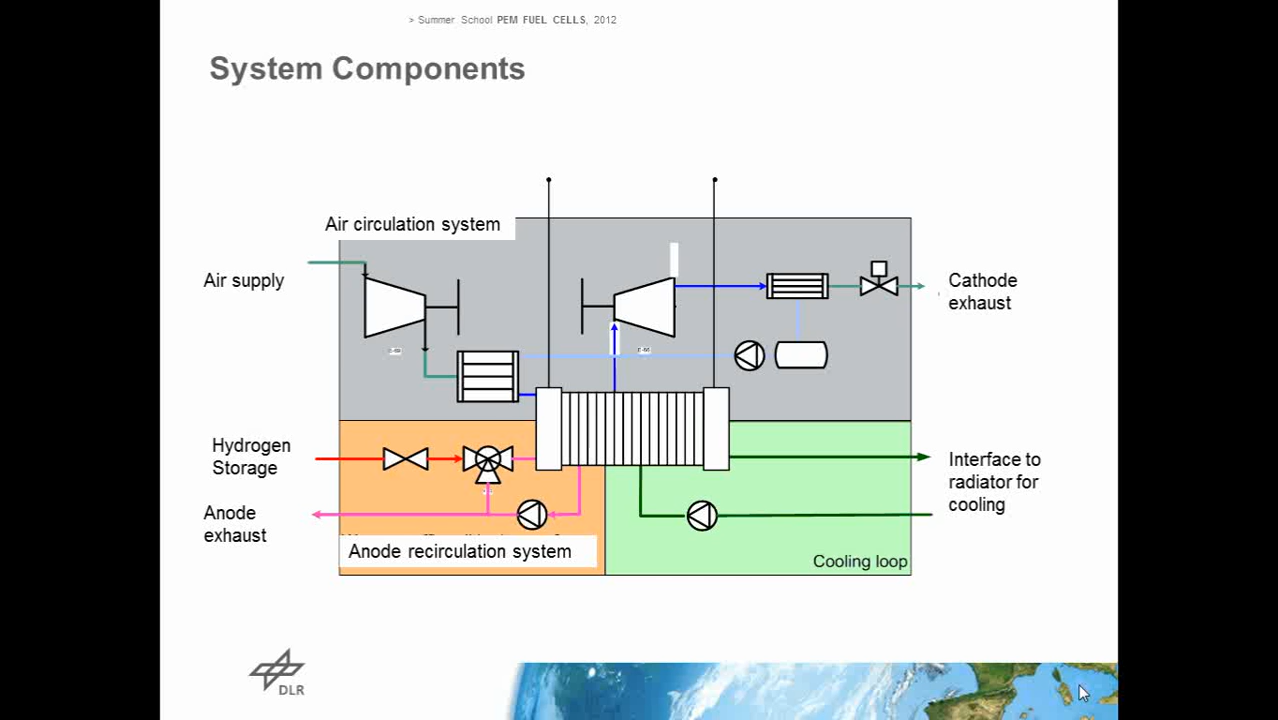 > Summer School PEM FUEL CELLS, 2012
System Components
Air circulation system
Air supply
Cathode
exhaust
Hydrogen
Storage
Interface to
radiator for
cooling
Anode
exhaust
Anode recirculation system
Cooling loop
DLR